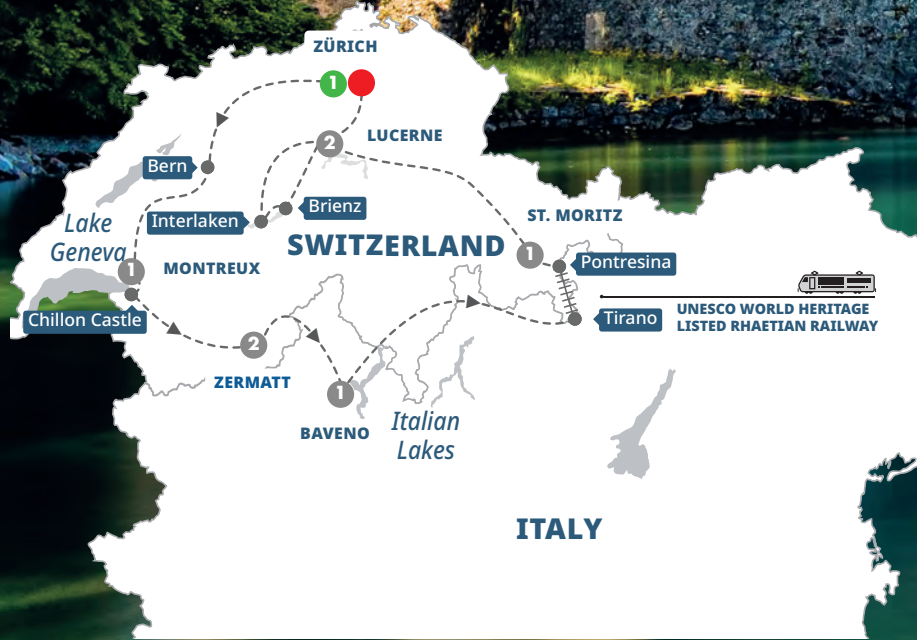 ZÜRICH
1
2
LUCERNE
Bern
Brienz
Interlaken
Lake
Geneva
SWITZERLAND
ST. MORITZ
1
Pontresina
1
MONTREUX
Chillon Castle
Tirano
UNESCO WORLD HERITAGE
LISTED RHAETIAN RAILWAY
2
ZERMATT
1
BAVENO
Italian
Lakes
ITALY